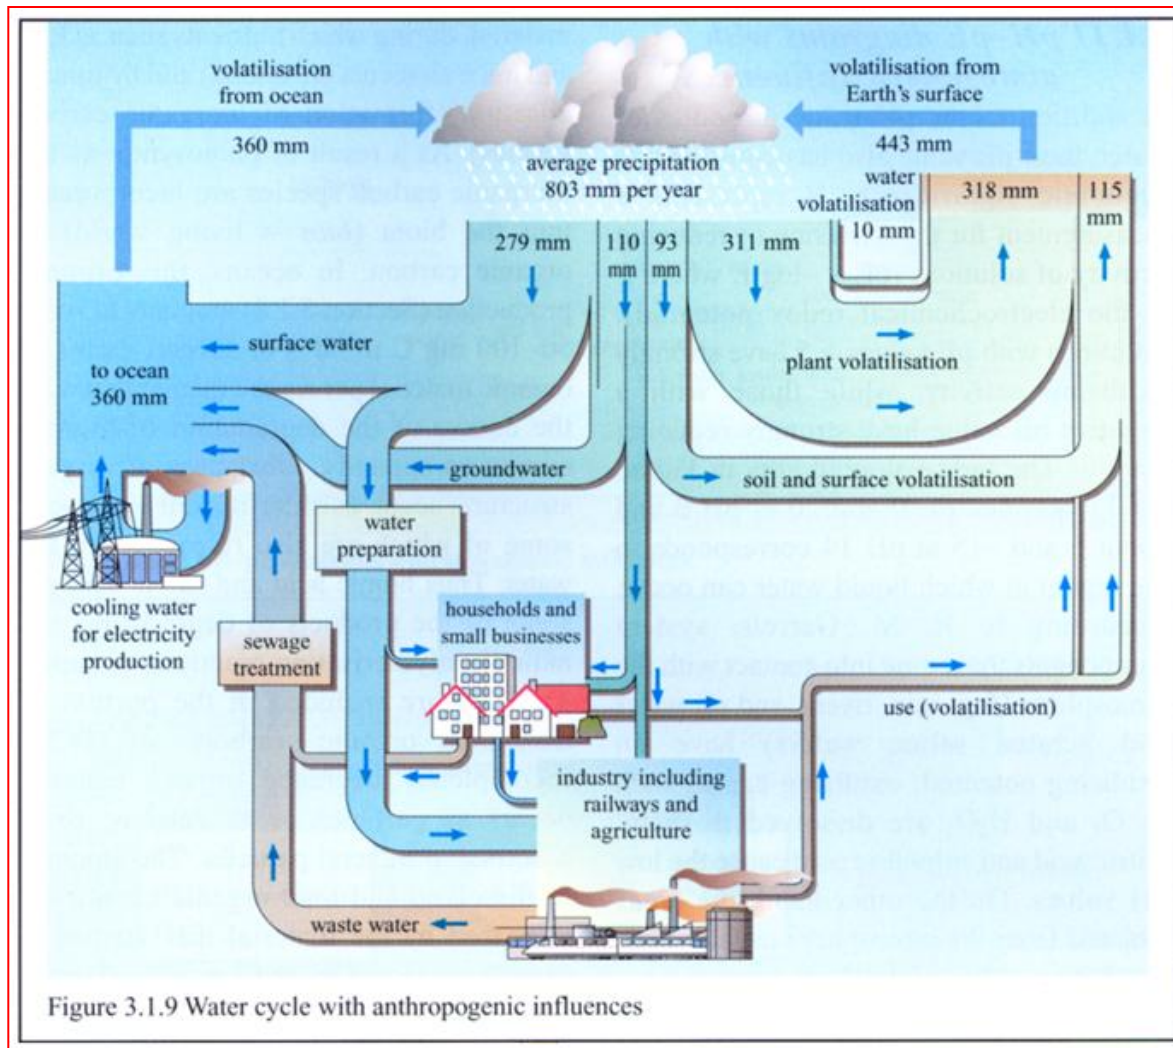 volatilisation
from ocean
360 mm
volatilisation from
Earth's surface
443 mm
average precipitation
803 mm per year
water
volatilisation
10 mm
318 mm
115
mm
279 mm
110
mm
93
mm
311 mm
surface water
to ocean
360 mm
plant volatilisation
groundwater
soil and surface volatilisation
water
preparation
cooling water
for electricity
production
households and
small businesses
sewage
treatment
use (volatilisation)
industry including
railways and
agriculture
waste water
Figure 3.1.9 Water cycle with anthropogenic influences